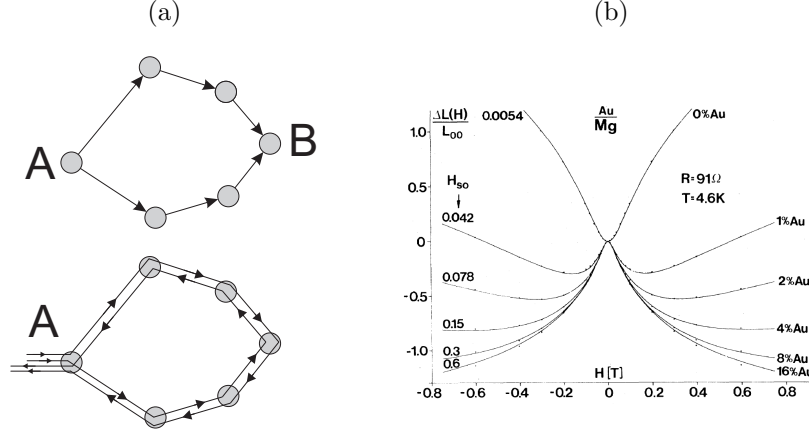 (a)
A
B
A
(b)
ΔL(H)
L₀₀
0.0054
Au
Mg
0%Au
R=91Ω
T=4.6K
H_so
0.042
0.078
0.15
0.3
0.6
1%Au
2%Au
4%Au
8%Au
16%Au
1.0
0.5
0
-0.5
-1.0
H[T]
-0.8 -0.6 -0.4 -0.2 0 0.2 0.4 0.6 0.8